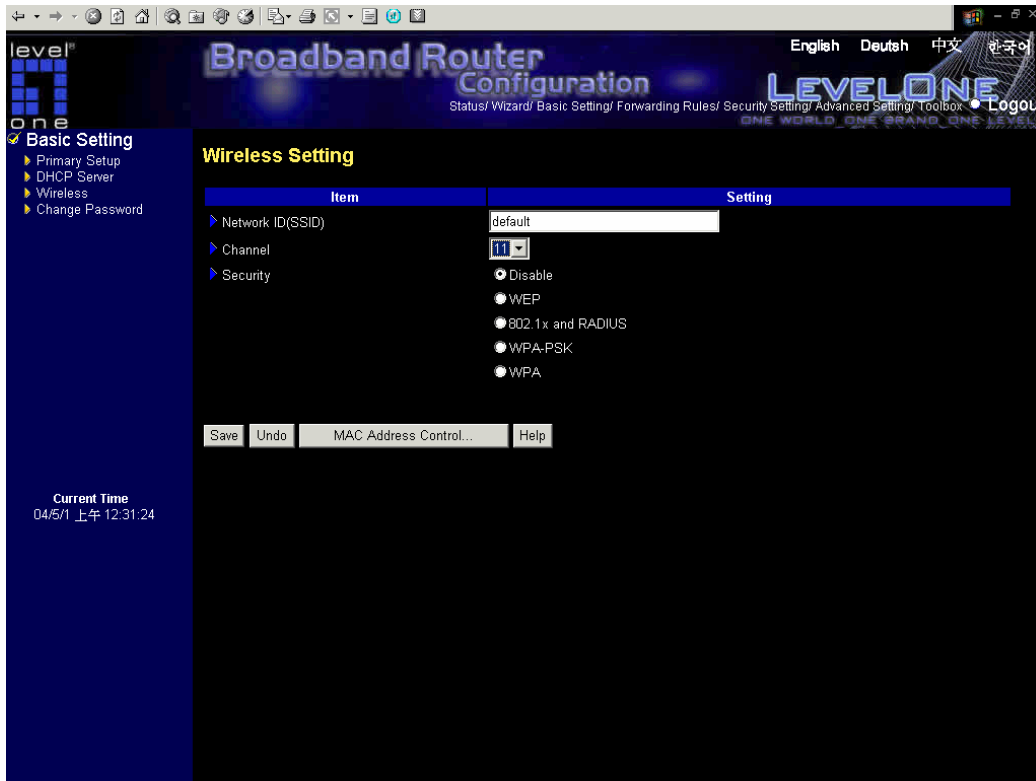 level®
one
Broadband Router
Configuration
English Deutsh 中文 한국어
LEVELONE
Status/ Wizard/ Basic Setting/ Forwarding Rules/ Security Setting/ Advanced Setting/ Toolbox Logou
ONE WORLD ONE BRAND ONE LEVEL
Basic Setting
Primary Setup
DHCP Server
Wireless
Change Password
Current Time
04/5/1 上午 12:31:24
Wireless Setting
Item Setting
Network ID(SSID) default
Channel 11
Security Disable
WEP
802.1x and RADIUS
WPA-PSK
WPA
Save Undo MAC Address Control... Help